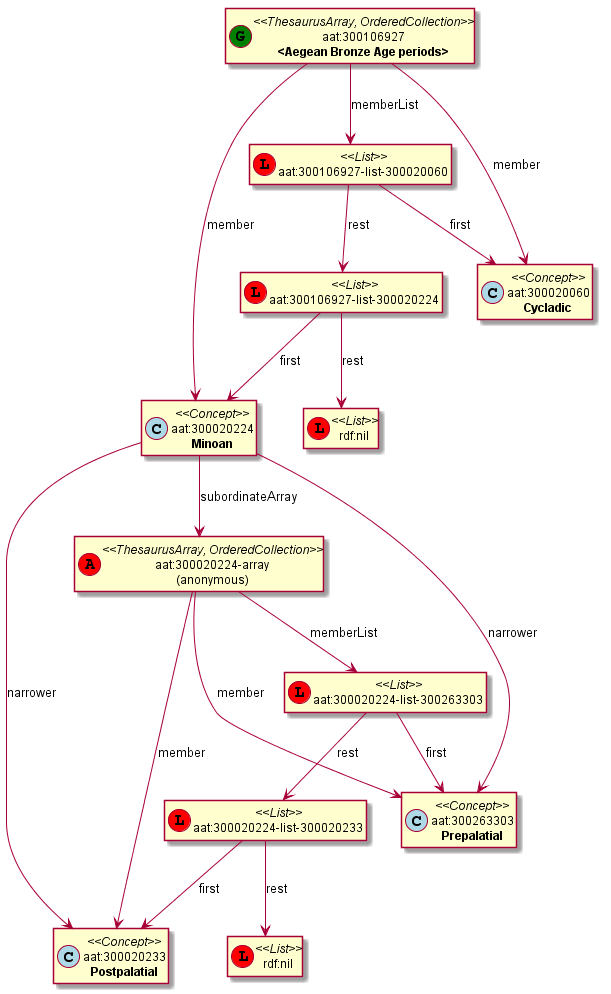 G
<<ThesaurusArray, OrderedCollection>>
aat:300106927
<Aegean Bronze Age periods>
memberList
member
member
L
<<List>>
aat:300106927-list-300020060
rest
first
L
<<List>>
aat:300106927-list-300020224
C
<<Concept>>
aat:300020060
Cycladic
first
rest
C
<<Concept>>
aat:300020224
Minoan
L
<<List>>
rdf:nil
subordinateArray
A
<<ThesaurusArray, OrderedCollection>>
aat:300020224-array
(anonymous)
memberList
narrower
narrower
member
member
L
<<List>>
aat:300020224-list-300263303
rest
first
L
<<List>>
aat:300020224-list-300020233
C
<<Concept>>
aat:300263303
Prepalatial
first
rest
C
<<Concept>>
aat:300020233
Postpalatial
L
<<List>>
rdf:nil